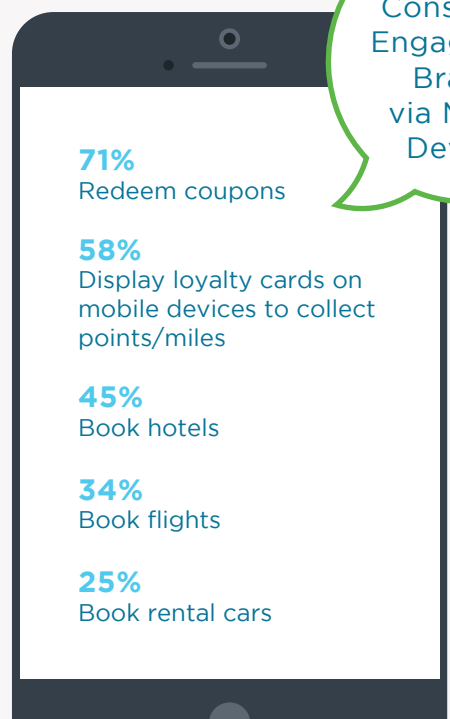 via
71%
Redeem coupons
58%
Display loyalty cards on
mobile devices to collect
points/miles
45%
Book hotels
34%
Book flights
25%
Book rental cars